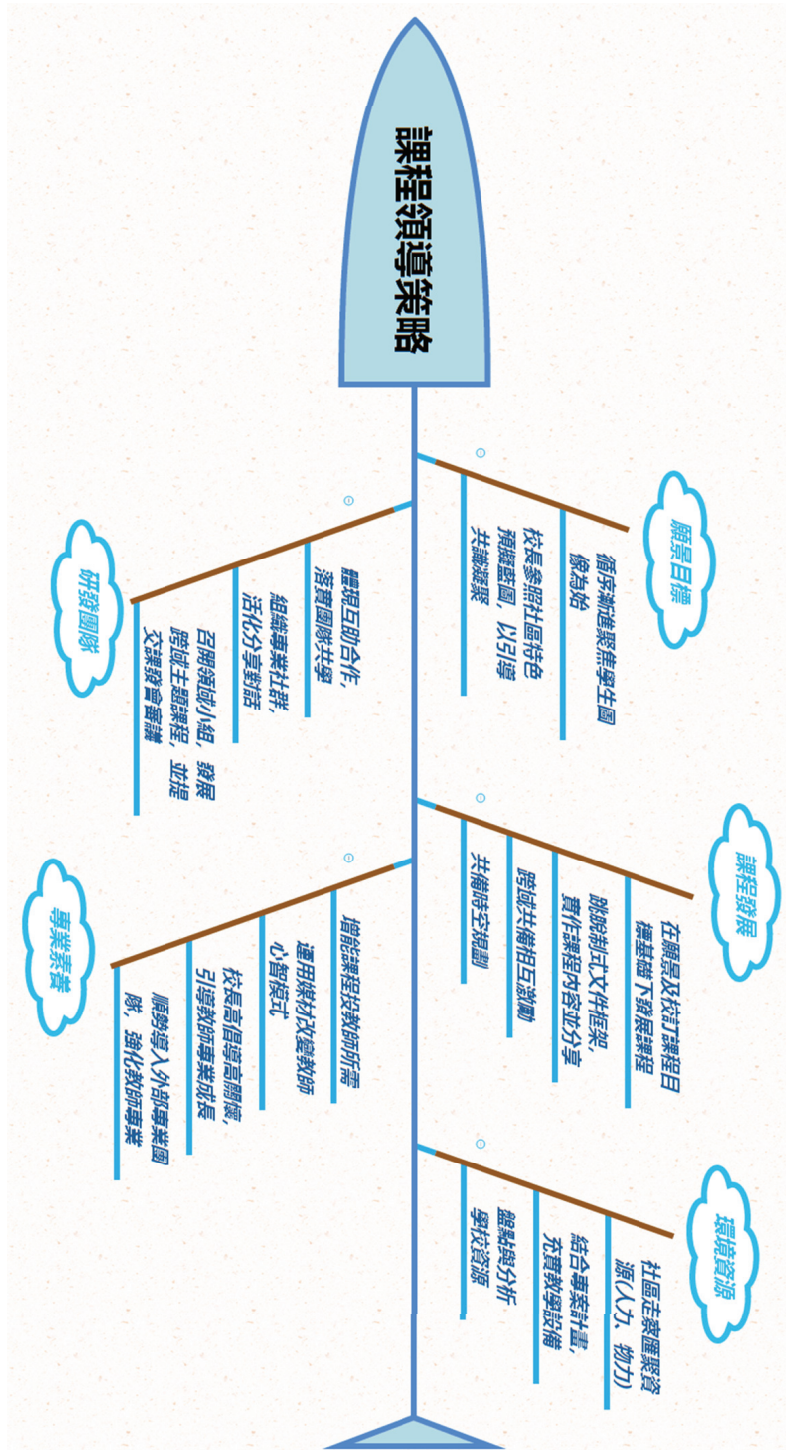 課程領導策略
願景目標
循序漸進聚焦學生圖
像為始
校長參照社區特色
預擬藍圖，以引導
共識凝聚
課程發展
在願景及校訂課程目
標基礎下發展課程
跳脫制式文件框架，
實作課程內容並分享
跨域共備相互激勵
共備時空規劃
環境資源
社區走察匯聚資
源(人力、物力)
結合專案計畫，
充實教學設備
盤點與分析
學校資源
研發團隊
體現互助合作，
落實團隊共學
組織專業社群，
活化分享對話
召開領域小組，發展
跨域主題課程，並提
交課發會審議
專業素養
增能課程投教師所需
運用媒材改變教師
心智模式
校長高倡導高關懷，
引導教師專業成長
順勢導入外部專業團
隊，強化教師專業